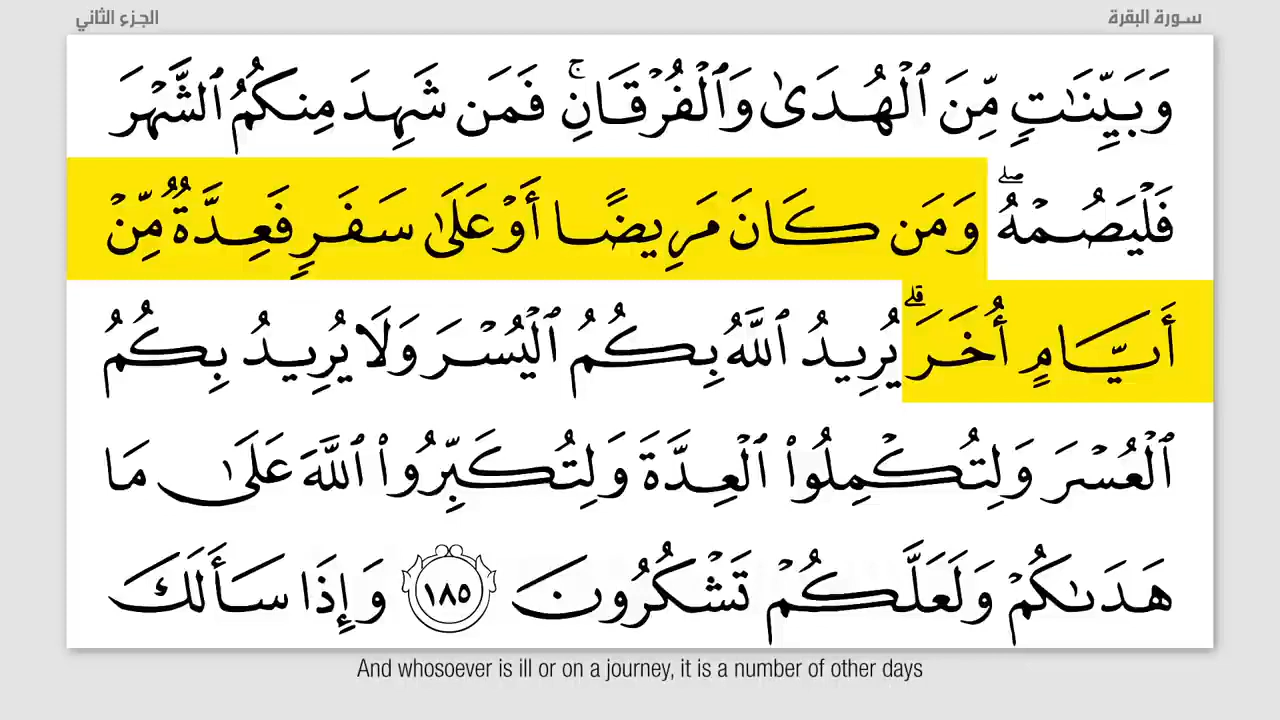 سورة البقرة
الجزء الثاني
وَبَيِّنَـٰتٍ مِّنَ ٱلْهُدَىٰ وَٱلْفُرْقَانِ ۚ فَمَن شَهِدَ مِنكُمُ ٱلشَّهْرَ
فَلْيَصُمْهُ ۖ وَمَن كَانَ مَرِيضًا أَوْ عَلَىٰ سَفَرٍ فَعِدَّةٌ مِّنْ
أَيَّامٍ أُخَرَ ۗ يُرِيدُ ٱللَّهُ بِكُمُ ٱلْيُسْرَ وَلَا يُرِيدُ بِكُمُ
ٱلْعُسْرَ وَلِتُكْمِلُوا۟ ٱلْعِدَّةَ وَلِتُكَبِّرُوا۟ ٱللَّهَ عَلَىٰ مَا
هَدَىٰكُمْ وَلَعَلَّكُمْ تَشْكُرُونَ ١٨٥ وَإِذَا سَأَلَكَ
And whosoever is ill or on a journey, it is a number of other days